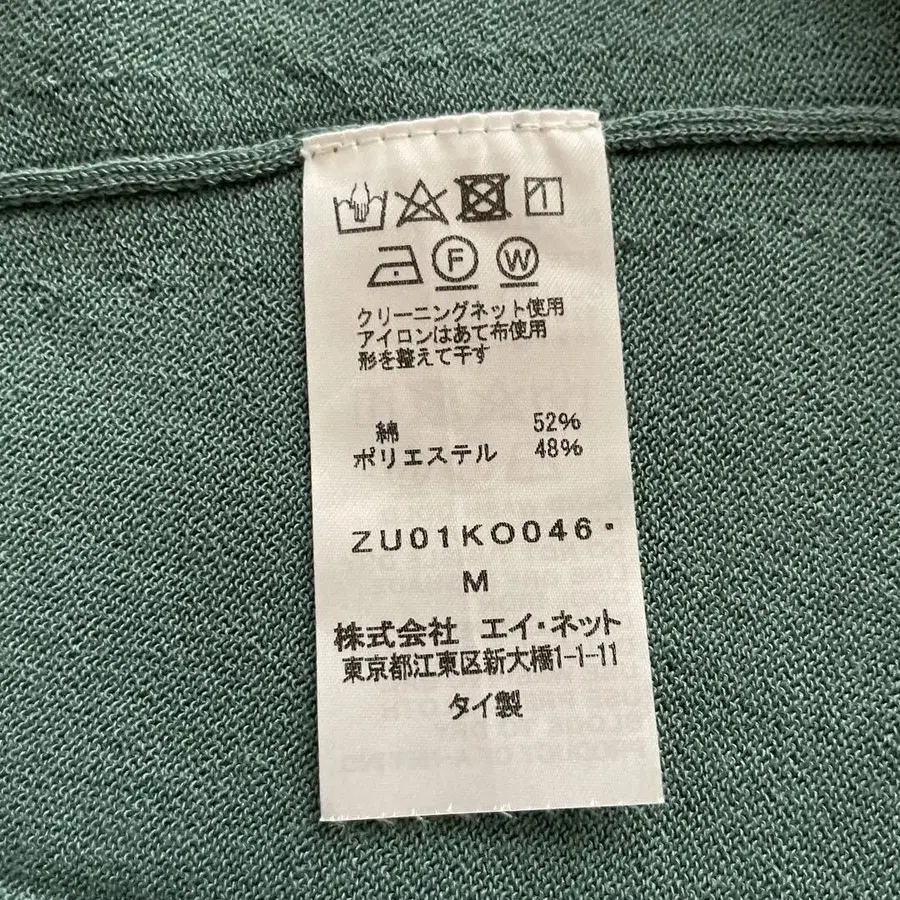 F W
クリーニングネット使用
アイロンはあて布使用
形を整えて干す
綿 52%
ポリエステル 48%
ZU01KO046・
M
株式会社 エイ・ネット
東京都江東区新大橋1-1-11
タイ製